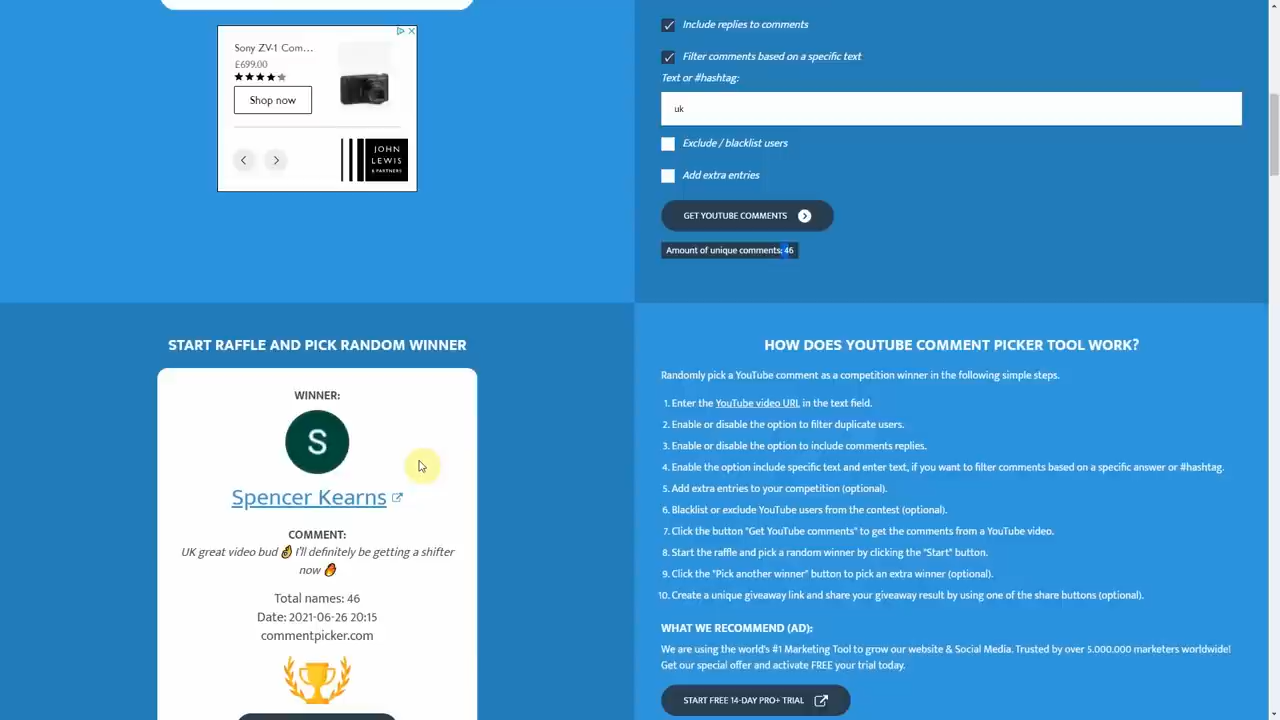 Sony ZV-1 Com...
£699.00
Shop now
JOHN
LEWIS
& PARTNERS
Include replies to comments
Filter comments based on a specific text
Text or #hashtag:
uk
Exclude / blacklist users
Add extra entries
GET YOUTUBE COMMENTS
Amount of unique comments: 46
START RAFFLE AND PICK RANDOM WINNER
WINNER:
S
Spencer Kearns
COMMENT:
UK great video bud 👌 I'll definitely be getting a shifter
now 🔥
Total names: 46
Date: 2021-06-26 20:15
commentpicker.com
HOW DOES YOUTUBE COMMENT PICKER TOOL WORK?
Randomly pick a YouTube comment as a competition winner in the following simple steps.
1. Enter the YouTube video URL in the text field.
2. Enable or disable the option to filter duplicate users.
3. Enable or disable the option to include comments replies.
4. Enable the option include specific text and enter text, if you want to filter comments based on a specific answer or #hashtag.
5. Add extra entries to your competition (optional).
6. Blacklist or exclude YouTube users from the contest (optional).
7. Click the button "Get YouTube comments" to get the comments from a YouTube video.
8. Start the raffle and pick a random winner by clicking the "Start" button.
9. Click the "Pick another winner" button to pick an extra winner (optional).
10. Create a unique giveaway link and share your giveaway result by using one of the share buttons (optional).
WHAT WE RECOMMEND (AD):
We are using the world's #1 Marketing Tool to grow our website & Social Media. Trusted by over 5.000.000 marketers worldwide!
Get our special offer and activate FREE your trial today.
START FREE 14-DAY PRO+ TRIAL